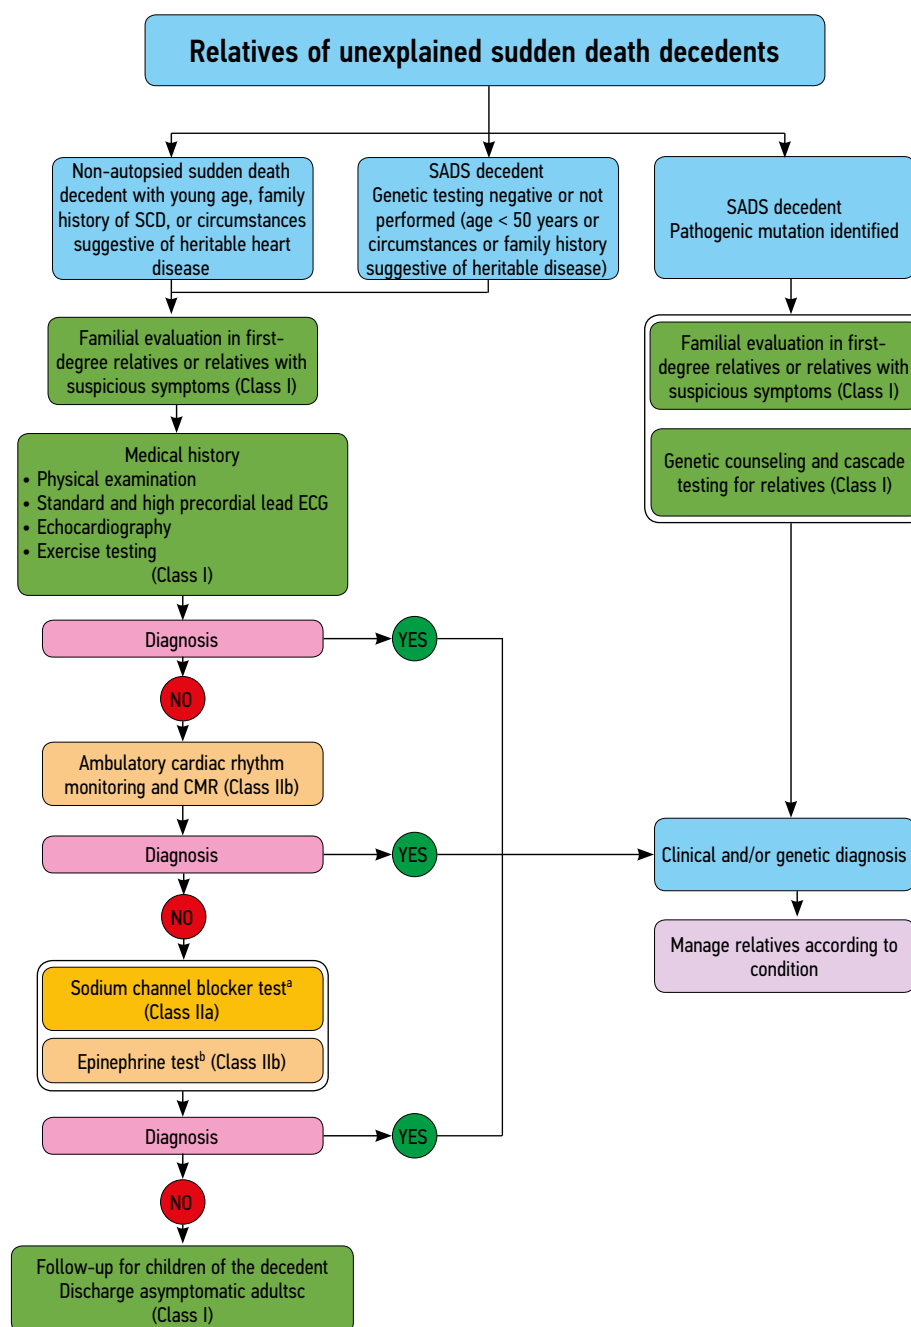 Relatives of unexplained sudden death decedents
Non-autopsied sudden death
decedent with young age, family
history of SCD, or circumstances
suggestive of heritable heart
disease
SADS decedent
Genetic testing negative or not
performed (age < 50 years or
circumstances or family history
suggestive of heritable disease)
SADS decedent
Pathogenic mutation identified
Familial evaluation in first-
degree relatives or relatives with
suspicious symptoms (Class I)
Familial evaluation in first-
degree relatives or relatives with
suspicious symptoms (Class I)
Genetic counseling and cascade
testing for relatives (Class I)
Medical history
• Physical examination
• Standard and high precordial lead ECG
• Echocardiography
• Exercise testing
(Class I)
Diagnosis
YES
NO
Ambulatory cardiac rhythm
monitoring and CMR (Class IIb)
Diagnosis
YES
Clinical and/or genetic diagnosis
NO
Manage relatives according to
condition
Sodium channel blocker testᵃ
(Class IIa)
Epinephrine testᵇ (Class IIb)
Diagnosis
YES
NO
Follow-up for children of the decedent
Discharge asymptomatic adultsc
(Class I)